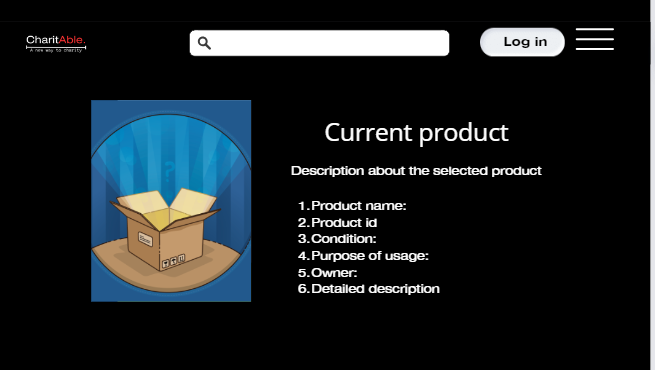 CharitAble.
A new way to charity
Log in
Current product
Description about the selected product
1. Product name:
2. Product id
3. Condition:
4. Purpose of usage:
5. Owner:
6. Detailed description